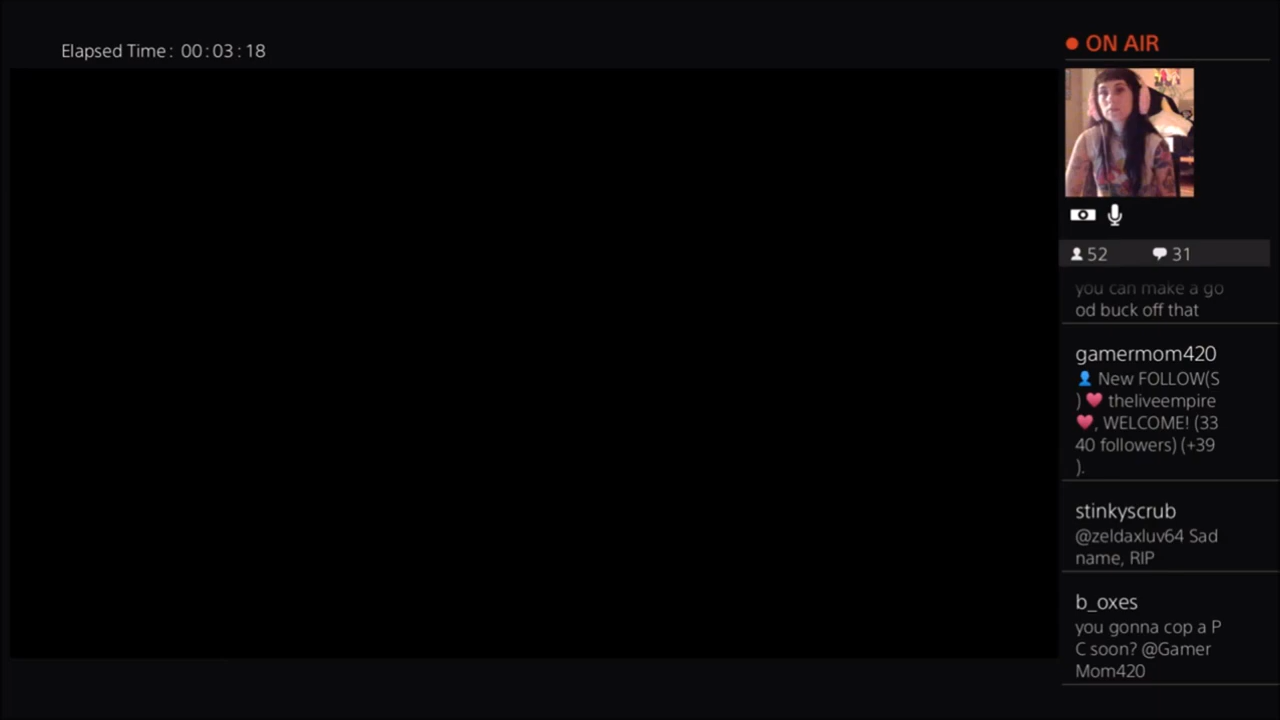 Elapsed Time: 00:03:18
ON AIR
52 31
you can make a go
od buck off that
gamermom420
👤 New FOLLOW(S
) ❤ theliveempire
❤, WELCOME! (33
40 followers) (+39
).
stinkyscrub
@zeldaxluv64 Sad
name, RIP
b_oxes
you gonna cop a P
C soon? @Gamer
Mom420